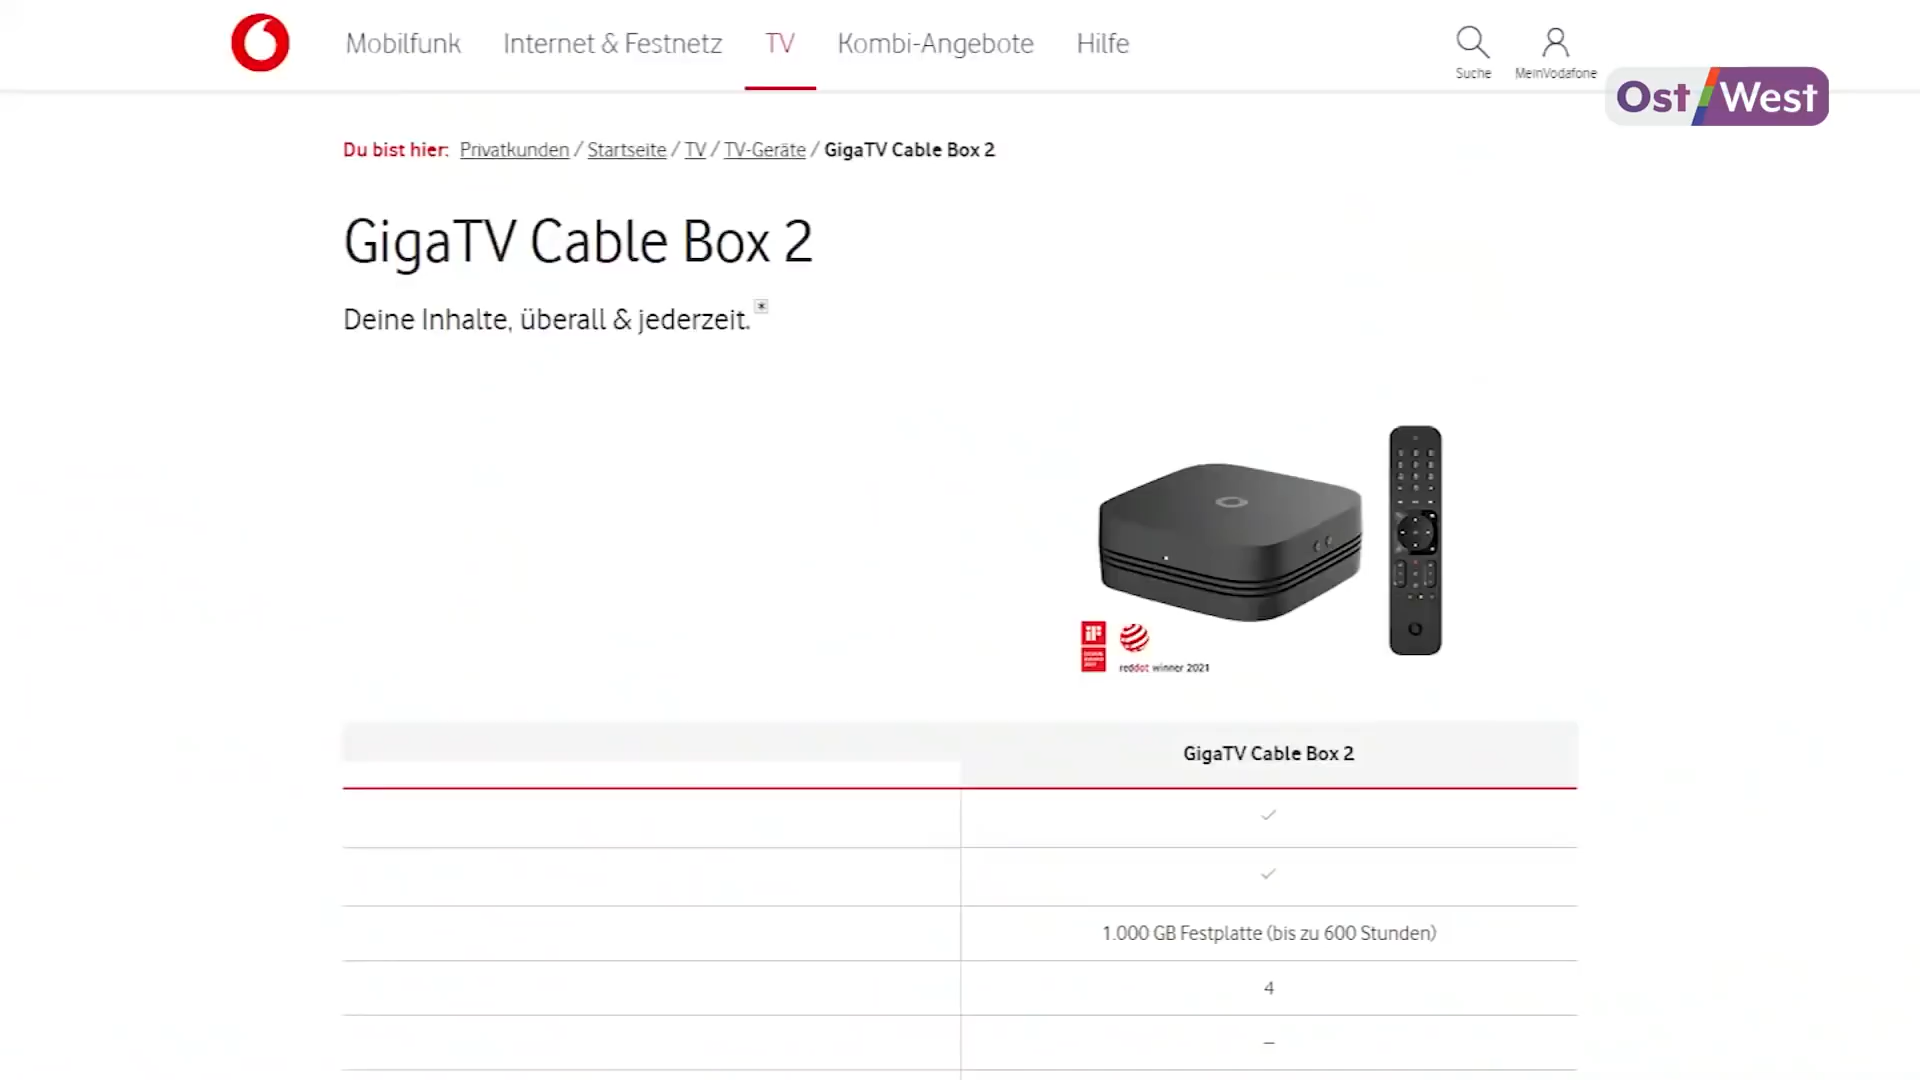 Mobilfunk Internet & Festnetz TV Kombi-Angebote Hilfe
Suche MeinVodafone
Ost/West
Du bist hier: Privatkunden / Startseite / TV / TV-Geräte / GigaTV Cable Box 2
GigaTV Cable Box 2
Deine Inhalte, überall & jederzeit.*
iF
reddot winner 2021
GigaTV Cable Box 2
1.000 GB Festplatte (bis zu 600 Stunden)
4
–